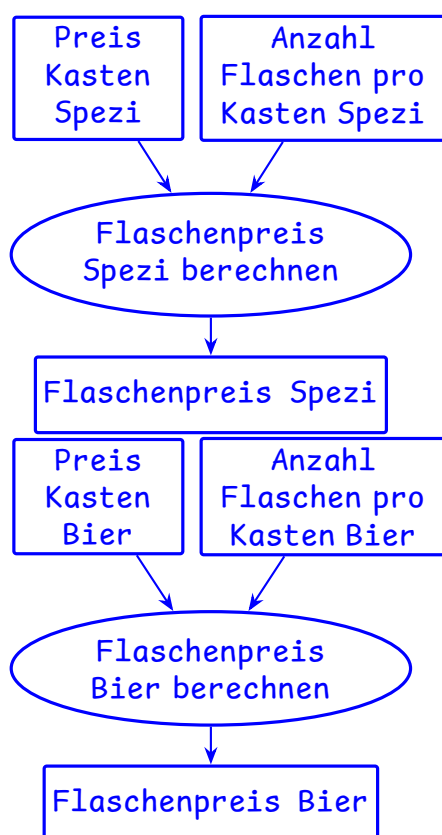 Preis
Kasten
Spezi
Anzahl
Flaschen pro
Kasten Spezi
Flaschenpreis
Spezi berechnen
Flaschenpreis Spezi
Preis
Kasten
Bier
Anzahl
Flaschen pro
Kasten Bier
Flaschenpreis
Bier berechnen
Flaschenpreis Bier